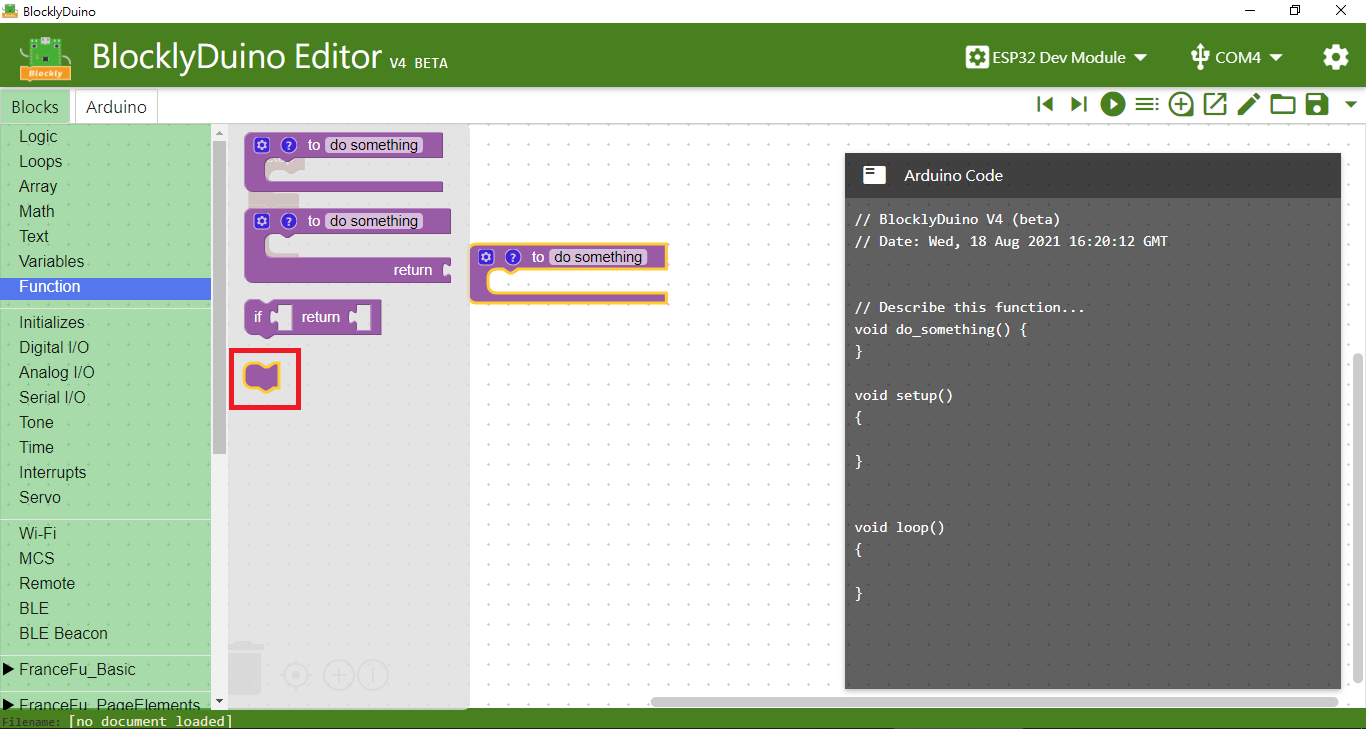 BlocklyDuino
Blockly
BlocklyDuino Editor V4 BETA
ESP32 Dev Module
COM4
Blocks
Arduino
Logic
Loops
Array
Math
Text
Variables
Function
Initializes
Digital I/O
Analog I/O
Serial I/O
Tone
Time
Interrupts
Servo
Wi-Fi
MCS
Remote
BLE
BLE Beacon
FranceFu_Basic
FranceFu_PageElements
? to do something
? to do something
return
if return
? to do something
Arduino Code
// BlocklyDuino V4 (beta)
// Date: Wed, 18 Aug 2021 16:20:12 GMT
// Describe this function...
void do_something() {
}
void setup()
{
}
void loop()
{
}
Filename: [no document loaded]